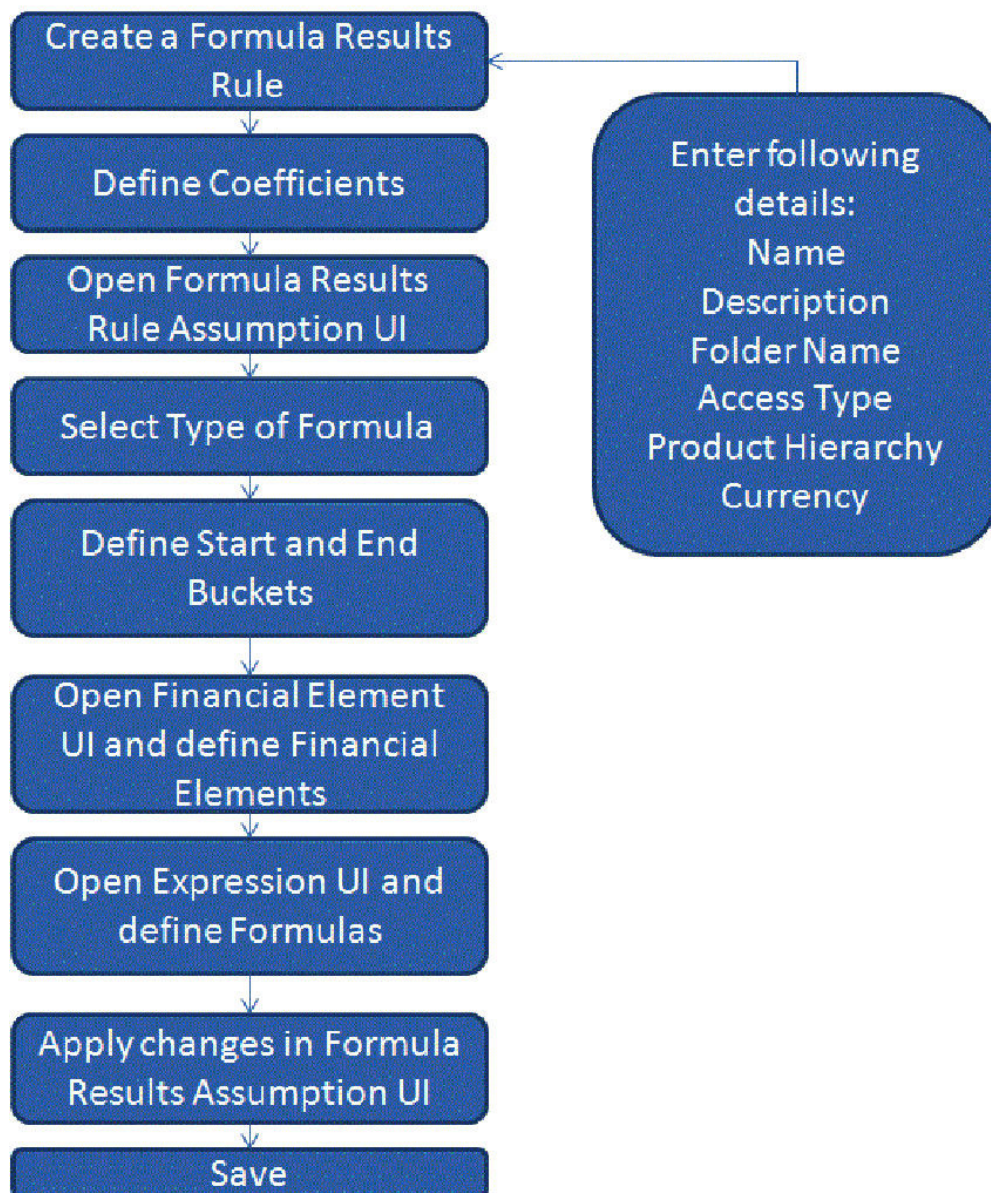 Create a Formula Results
Rule
Define Coefficients
Open Formula Results
Rule Assumption UI
Select Type of Formula
Define Start and End
Buckets
Open Financial Element
UI and define Financial
Elements
Open Expression UI and
define Formulas
Apply changes in Formula
Results Assumption UI
Save
Enter following
details:
Name
Description
Folder Name
Access Type
Product Hierarchy
Currency